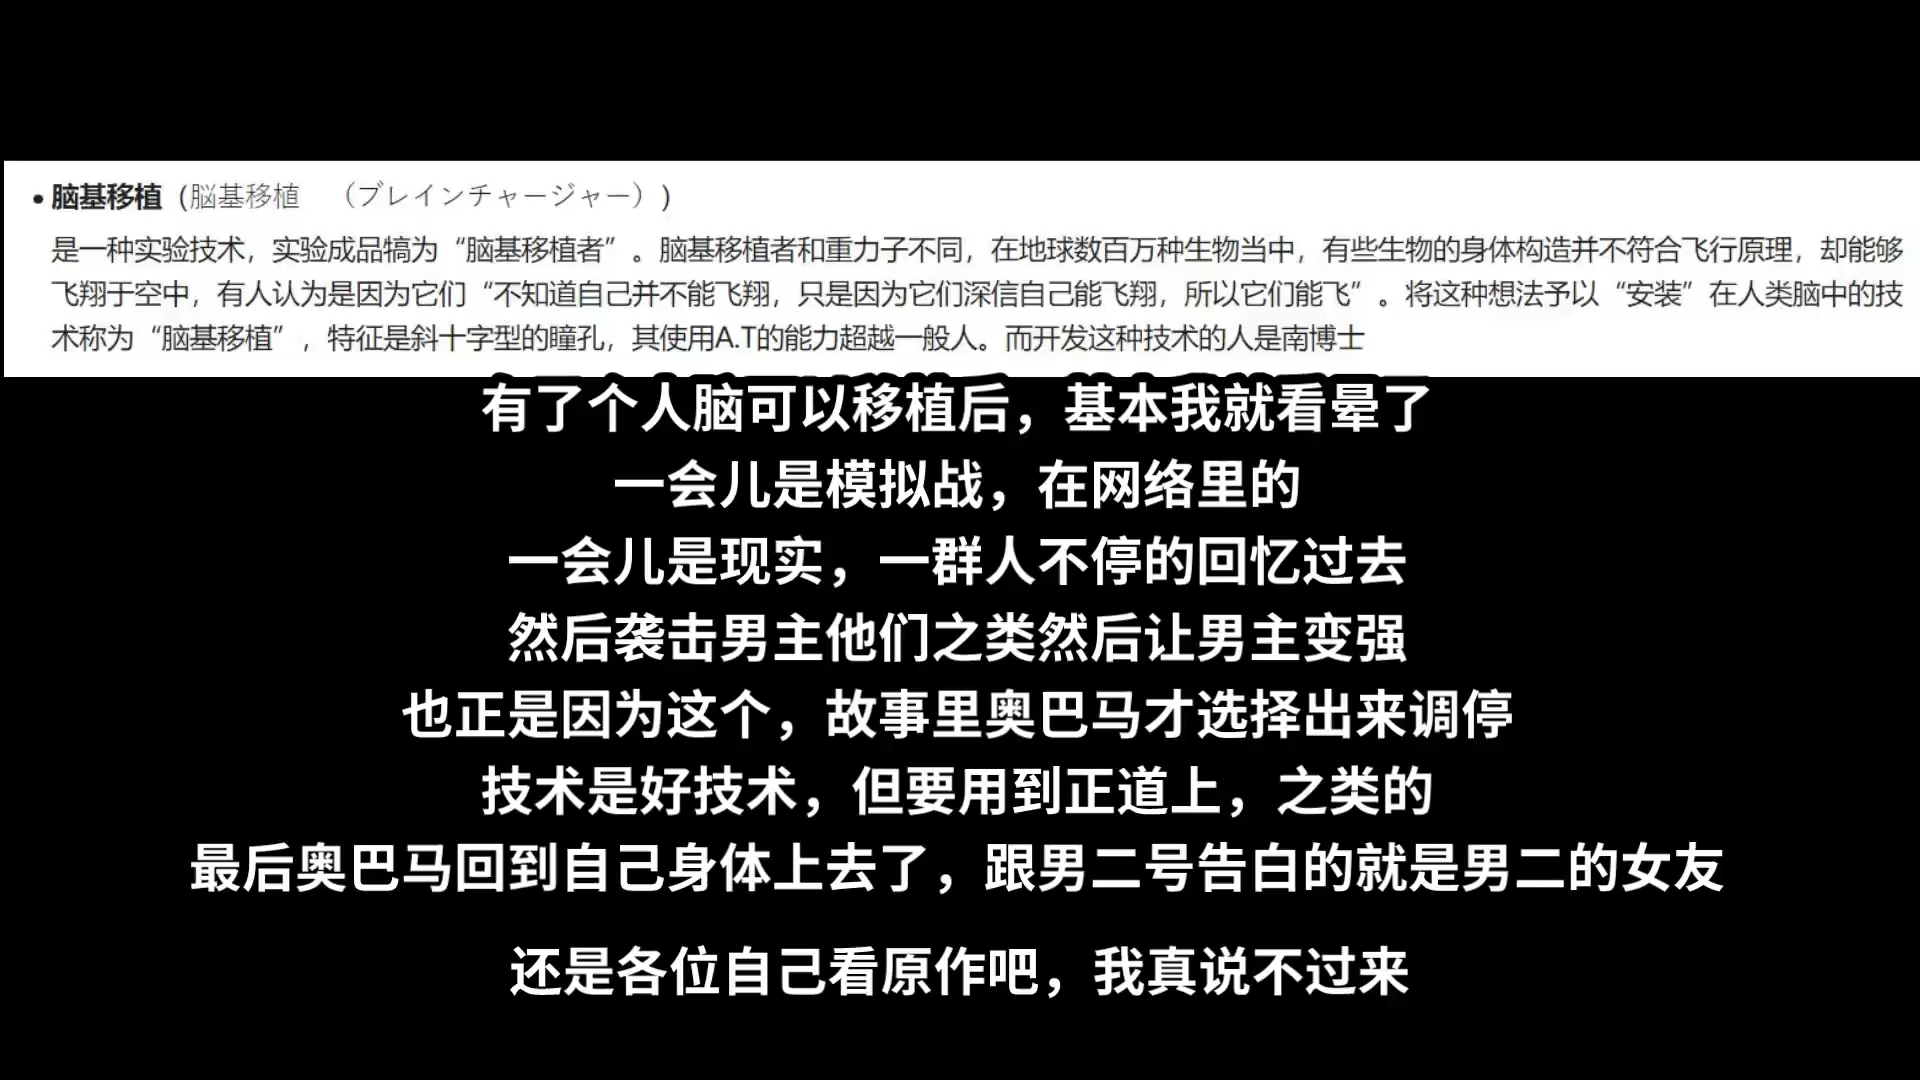 • 脑基移植（脳基移植　（ブレインチャージャー））
是一种实验技术，实验成品犒为“脑基移植者”。脑基移植者和重力子不同，在地球数百万种生物当中，有些生物的身体构造并不符合飞行原理，却能够
飞翔于空中，有人认为是因为它们“不知道自己并不能飞翔，只是因为它们深信自己能飞翔，所以它们能飞”。将这种想法予以“安装”在人类脑中的技
术称为“脑基移植”，特征是斜十字型的瞳孔，其使用A.T的能力超越一般人。而开发这种技术的人是南博士
有了个人脑可以移植后，基本我就看晕了
一会儿是模拟战，在网络里的
一会儿是现实，一群人不停的回忆过去
然后袭击男主他们之类然后让男主变强
也正是因为这个，故事里奥巴马才选择出来调停
技术是好技术，但要用到正道上，之类的
最后奥巴马回到自己身体上去了，跟男二号告白的就是男二的女友
还是各位自己看原作吧，我真说不过来